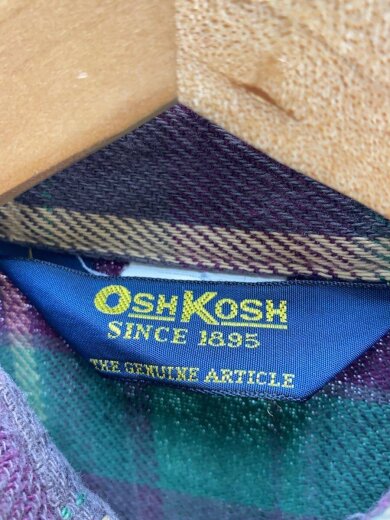 OSHKOSH
SINCE 1895
THE GENUINE ARTICLE